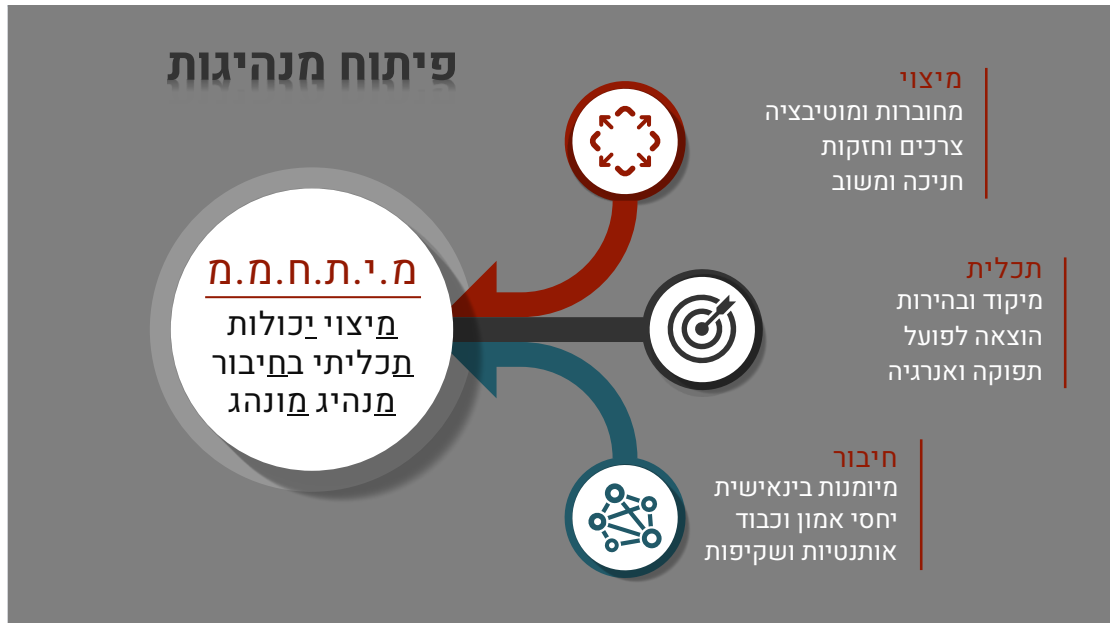 פיתוח מנהיגות
מיצוי
מחוברות ומוטיבציה
צרכים וחזקות
חניכה ומשוב
תכלית
מיקוד ובהירות
הוצאה לפועל
תפוקה ואנרגיה
חיבור
מיומנות בינאישית
יחסי אמון וכבוד
אותנטיות ושקיפות
מ.י.ת.ח.מ.מ
מיצוי יכולות
תכליתי בחיבור
מנהיג מונהג